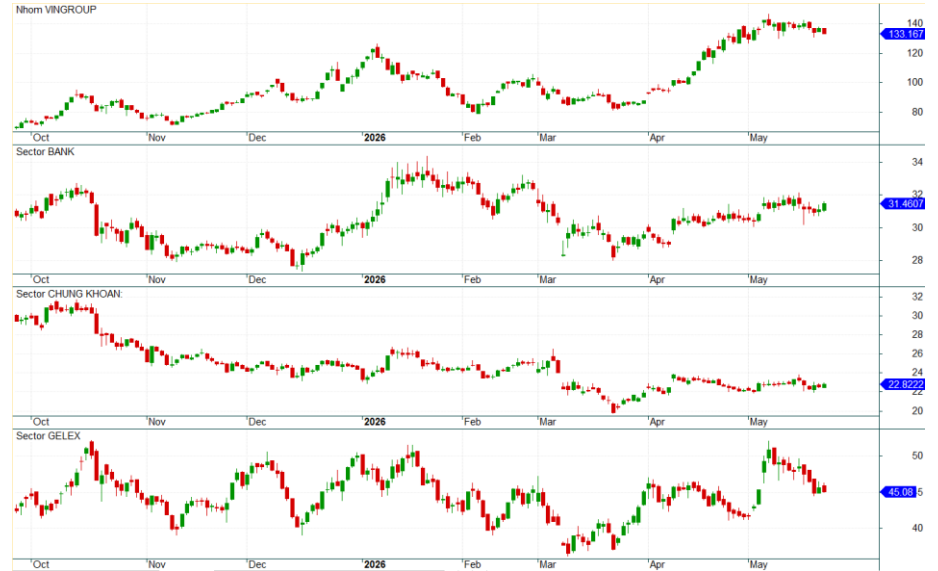 Nhom VINGROUP
140
133.167
120
100
80
Oct Nov Dec 2026 Feb Mar Apr May
Sector BANK
34
32
31.4607
30
28
Oct Nov Dec 2026 Feb Mar Apr May
Sector CHUNG KHOAN:
32
30
28
26
24
22.8222
22
20
Oct Nov Dec 2026 Feb Mar Apr May
Sector GELEX
50
45.08 5
40
Oct Nov Dec 2026 Feb Mar Apr May